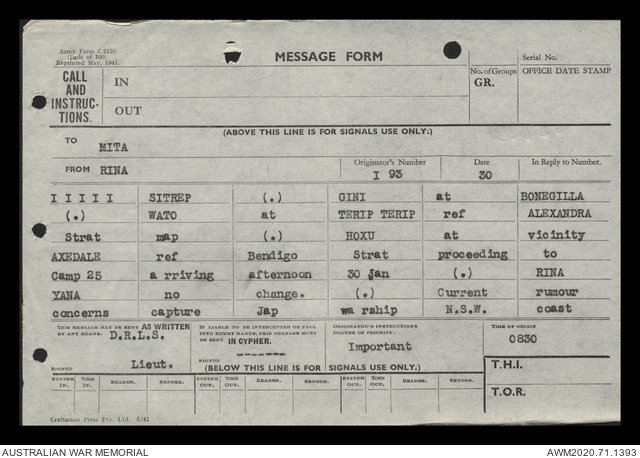 Army Form C.2128
(Pads of 100)
Reprinted May, 1941.
MESSAGE FORM
Serial No.
CALL AND INSTRUC-TIONS.
IN
OUT
No. of Groups
GR.
OFFICE DATE STAMP
(ABOVE THIS LINE IS FOR SIGNALS USE ONLY:)
TO MITA
FROM RINA
Originator's Number
I 93
Date
30
In Reply to Number.
I I I I I SITREP (.) GINI at BONEGILLA
(.) WATO at TERIP TERIP ref ALEXANDRA
Strat map (.) HOXU at vicinity
AXEDALE ref Bendigo Strat proceeding to
Camp 25 a rriving afternoon 30 Jan (.) RINA
YANA no change. (.) Current rumour
concerns capture Jap wa rship N.S.W. coast
THIS MESSAGE MAY BE SENT AS WRITTEN BY ANY MEANS.
D.R.L.S.
SIGNED Lieut.
IF LIABLE TO BE INTERCEPTED OR FALL INTO ENEMY HANDS, THIS MESSAGE MUST BE SENT IN CIPHER.
-------
SIGNED
ORIGINATOR'S INSTRUCTIONS
DEGREE OF PRIORITY.
Important
TIME OF ORIGIN
0830
(BELOW THIS LINE IS FOR SIGNALS USE ONLY.)
T.H.I.
T.O.R.
SYSTEM IN. TIME IN. READER. SENDER. SYSTEM OUT. TIME OUT. READER. SENDER. SYSTEM OUT. TIME OUT. READER. SENDER.
Craftsman Press Pty. Ltd. 5/41
AUSTRALIAN WAR MEMORIAL
AWM2020.71.1393